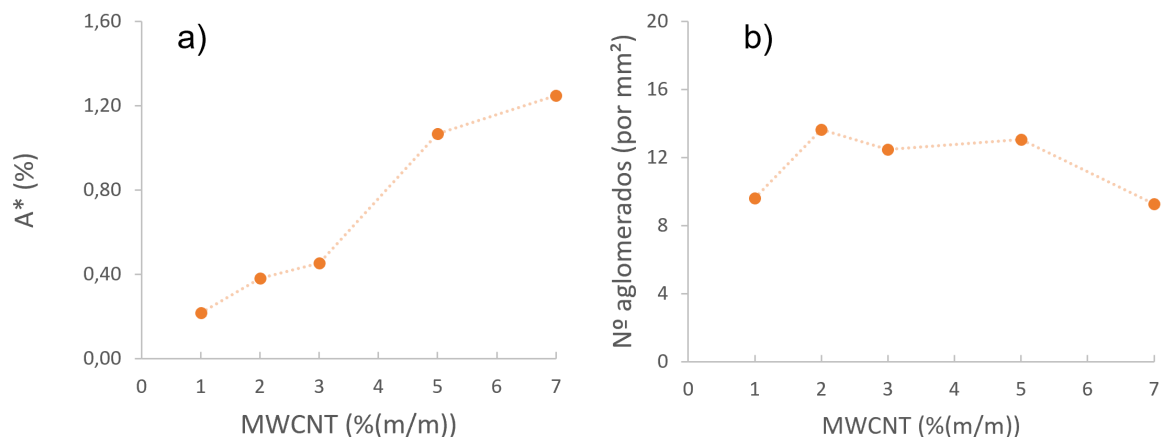 a)
A* (%)
1,60
1,20
0,80
0,40
0,00
0 1 2 3 4 5 6 7
MWCNT (%(m/m))
b)
Nº aglomerados (por mm²)
20
16
12
8
4
0
0 1 2 3 4 5 6 7
MWCNT (%(m/m))